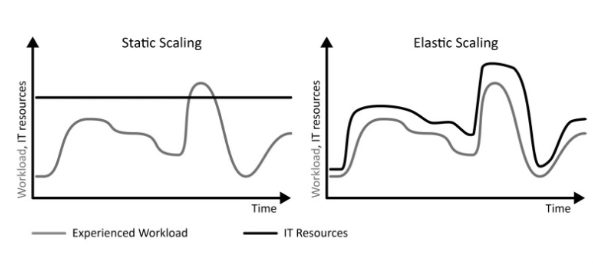 Static Scaling
Elastic Scaling
Workload, IT resources
Workload, IT resources
Time
Time
Experienced Workload
IT Resources